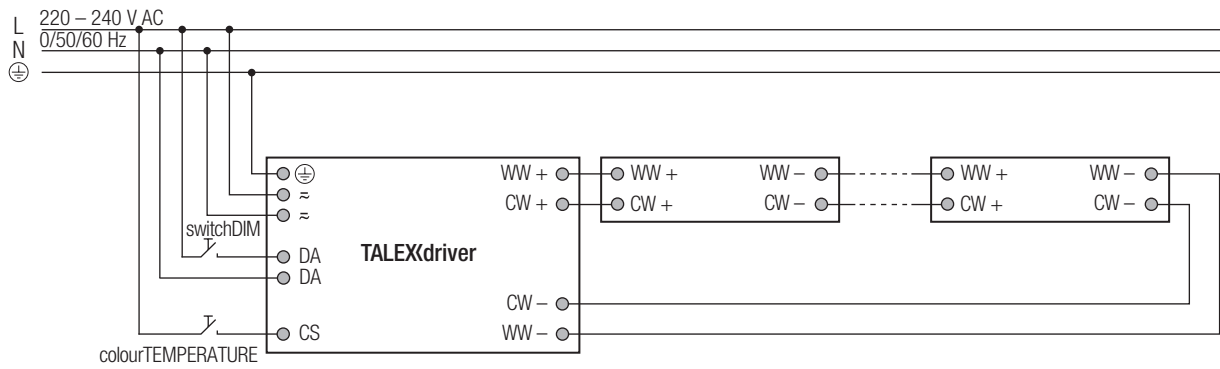 L 220 – 240 V AC
N 0/50/60 Hz
WW + WW + WW – WW + WW –
≂
CW + CW + CW – CW + CW –
≂
switchDIM
DA TALEXXdriver
DA
CW –
CS WW –
colourTEMPERATURE